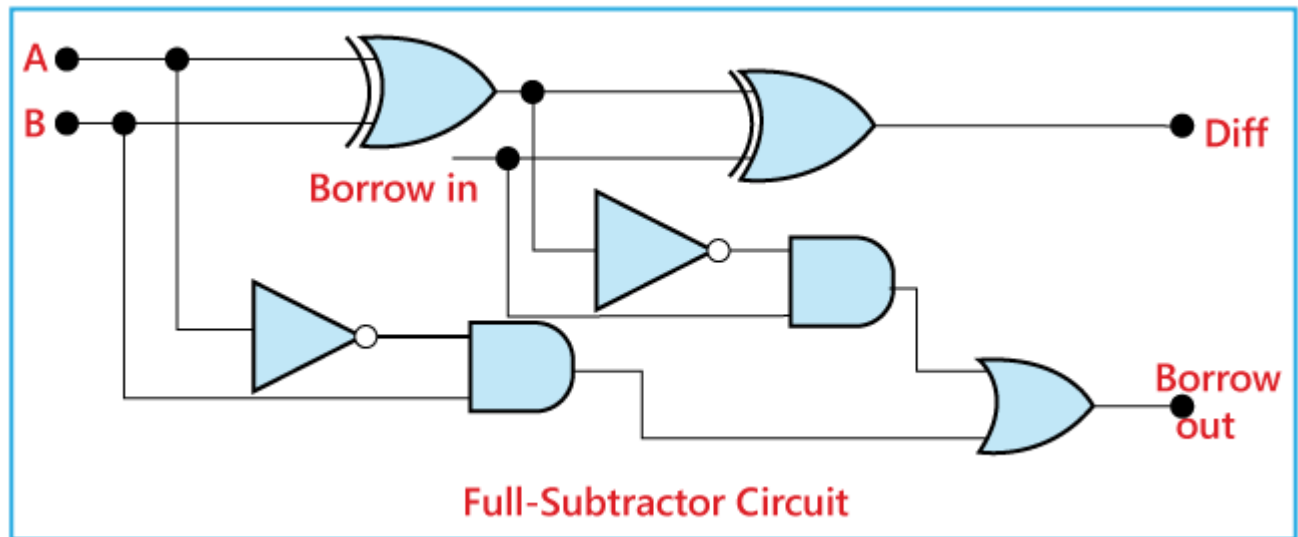 A
B
Borrow in
Diff
Borrow
out
Full-Subtractor Circuit